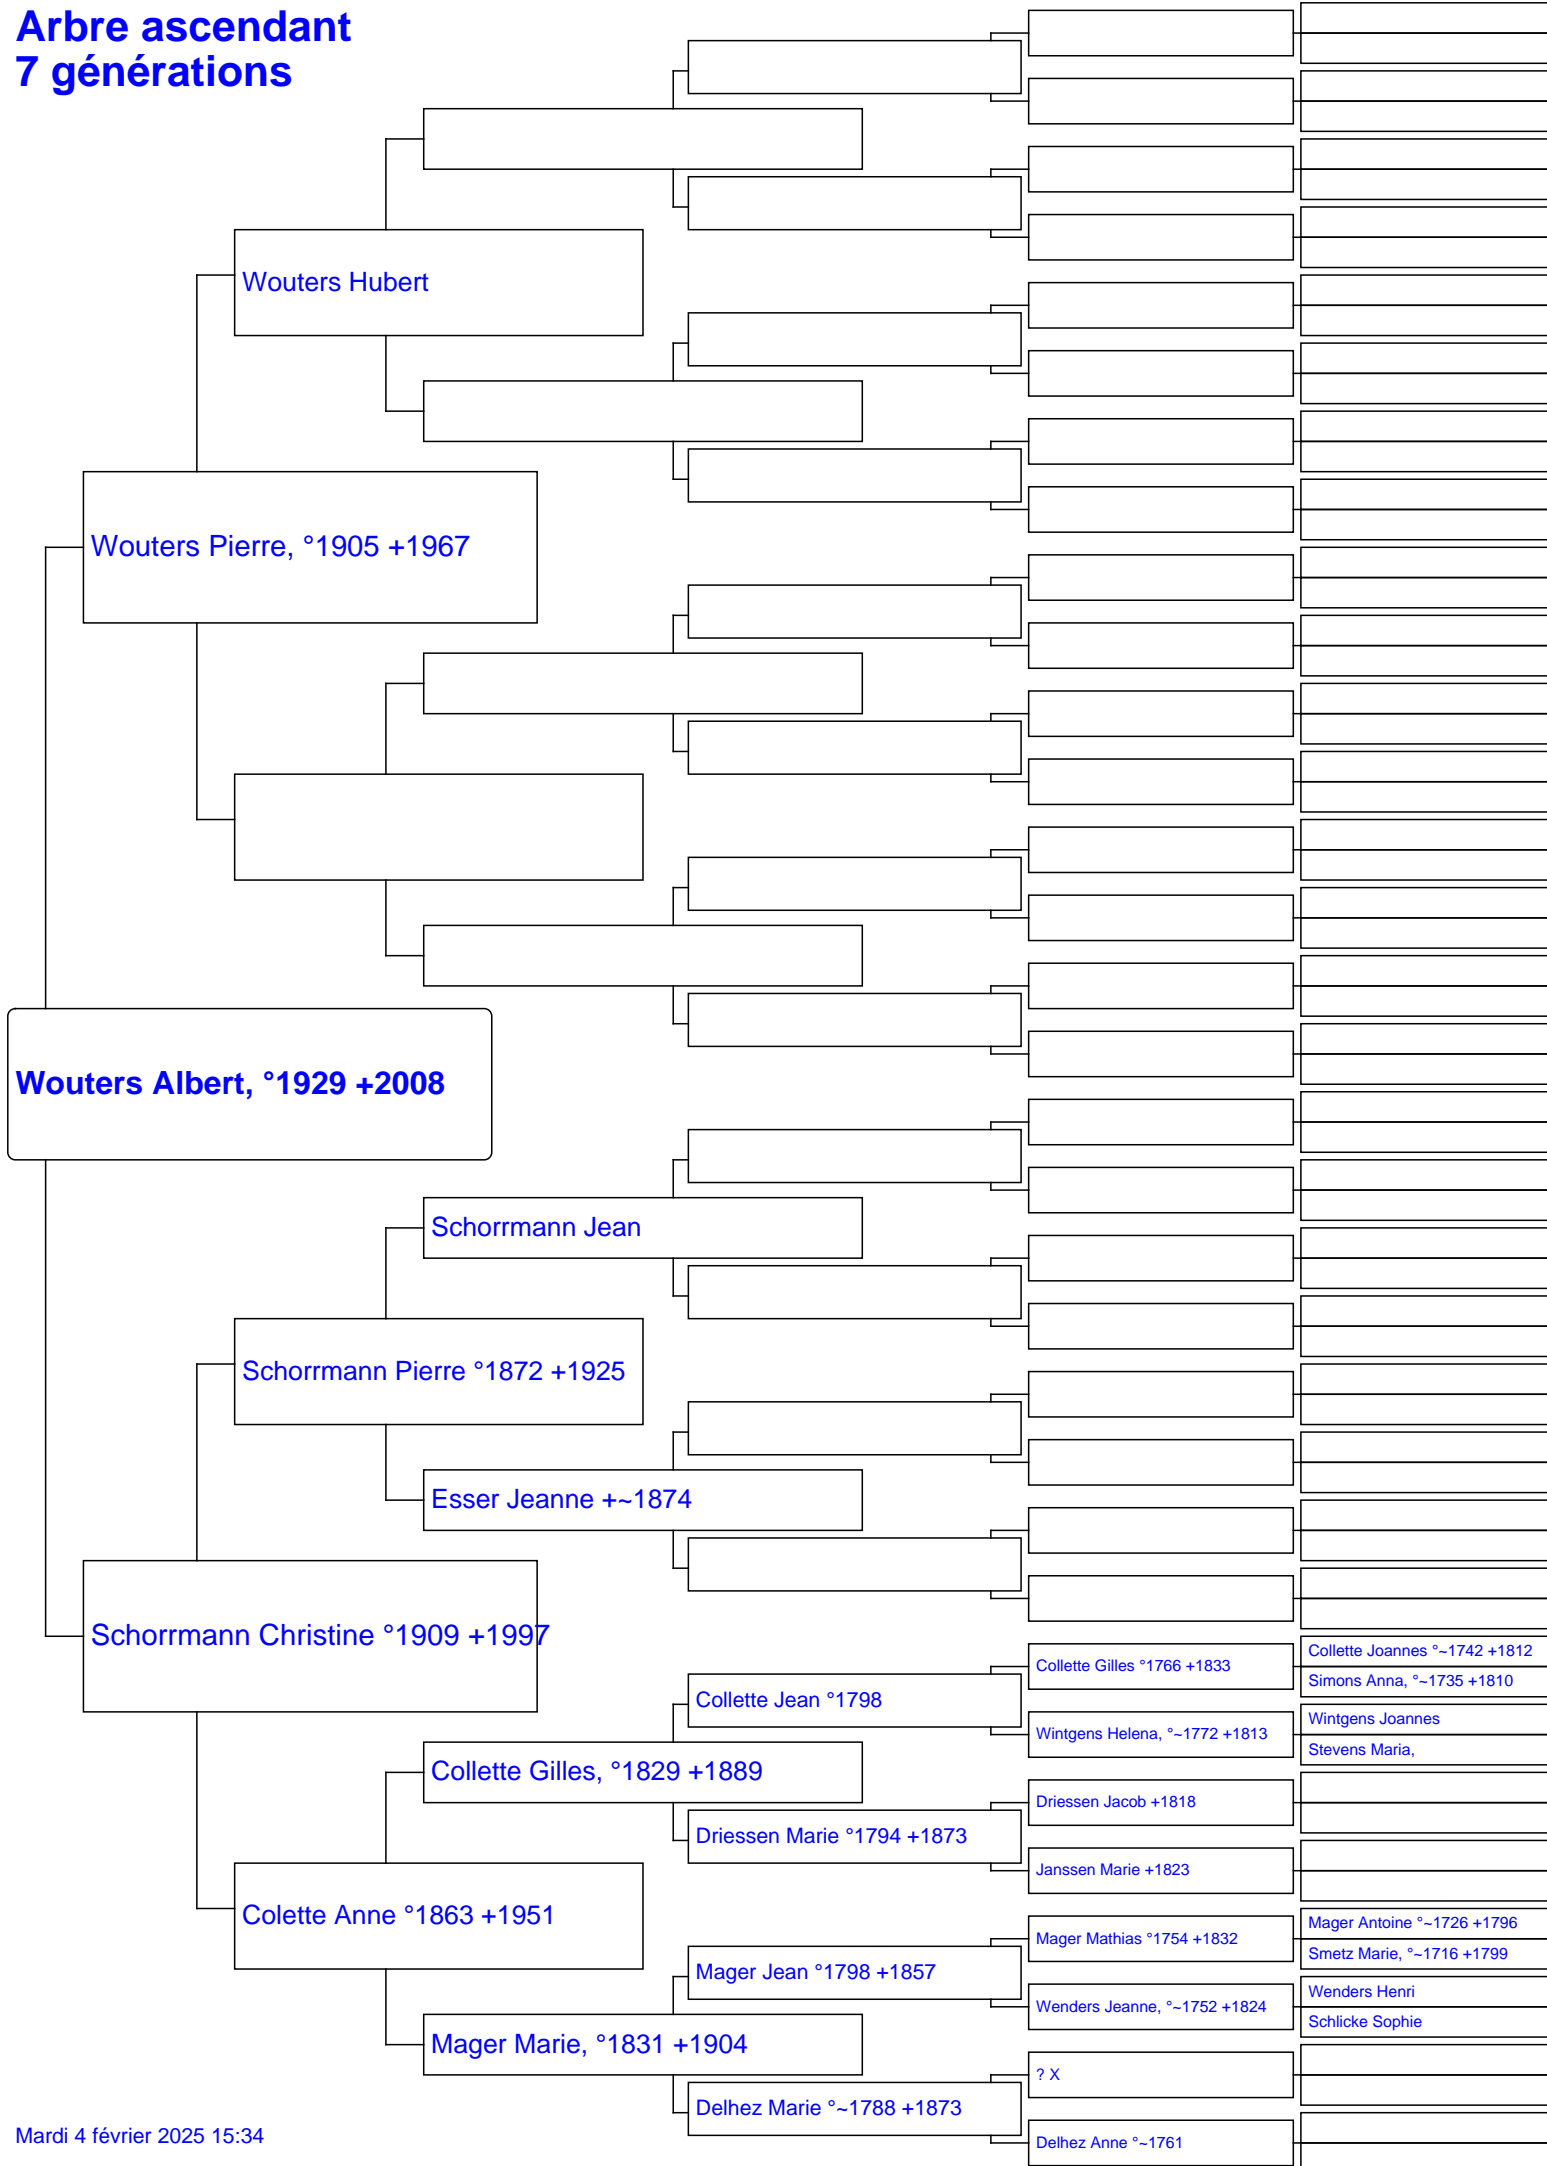 Arbre ascendant
7 générations
Wouters Hubert
Wouters Pierre, °1905 +1967
Wouters Albert, °1929 +2008
Schorrmann Jean
Schorrmann Pierre °1872 +1925
Esser Jeanne +~1874
Schorrmann Christine °1909 +1997
Collette Joannes °~1742 +1812
Collette Gilles °1766 +1833
Simons Anna, °~1735 +1810
Collette Jean °1798
Wintgens Joannes
Wintgens Helena, °~1772 +1813
Stevens Maria,
Collette Gilles, °1829 +1889
Driessen Jacob +1818
Driessen Marie °1794 +1873
Janssen Marie +1823
Colette Anne °1863 +1951
Mager Antoine °~1726 +1796
Mager Mathias °1754 +1832
Smetz Marie, °~1716 +1799
Mager Jean °1798 +1857
Wenders Henri
Wenders Jeanne, °~1752 +1824
Schlicke Sophie
Mager Marie, °1831 +1904
? X
Delhez Marie °~1788 +1873
Delhez Anne °~1761
Mardi 4 février 2025 15:34